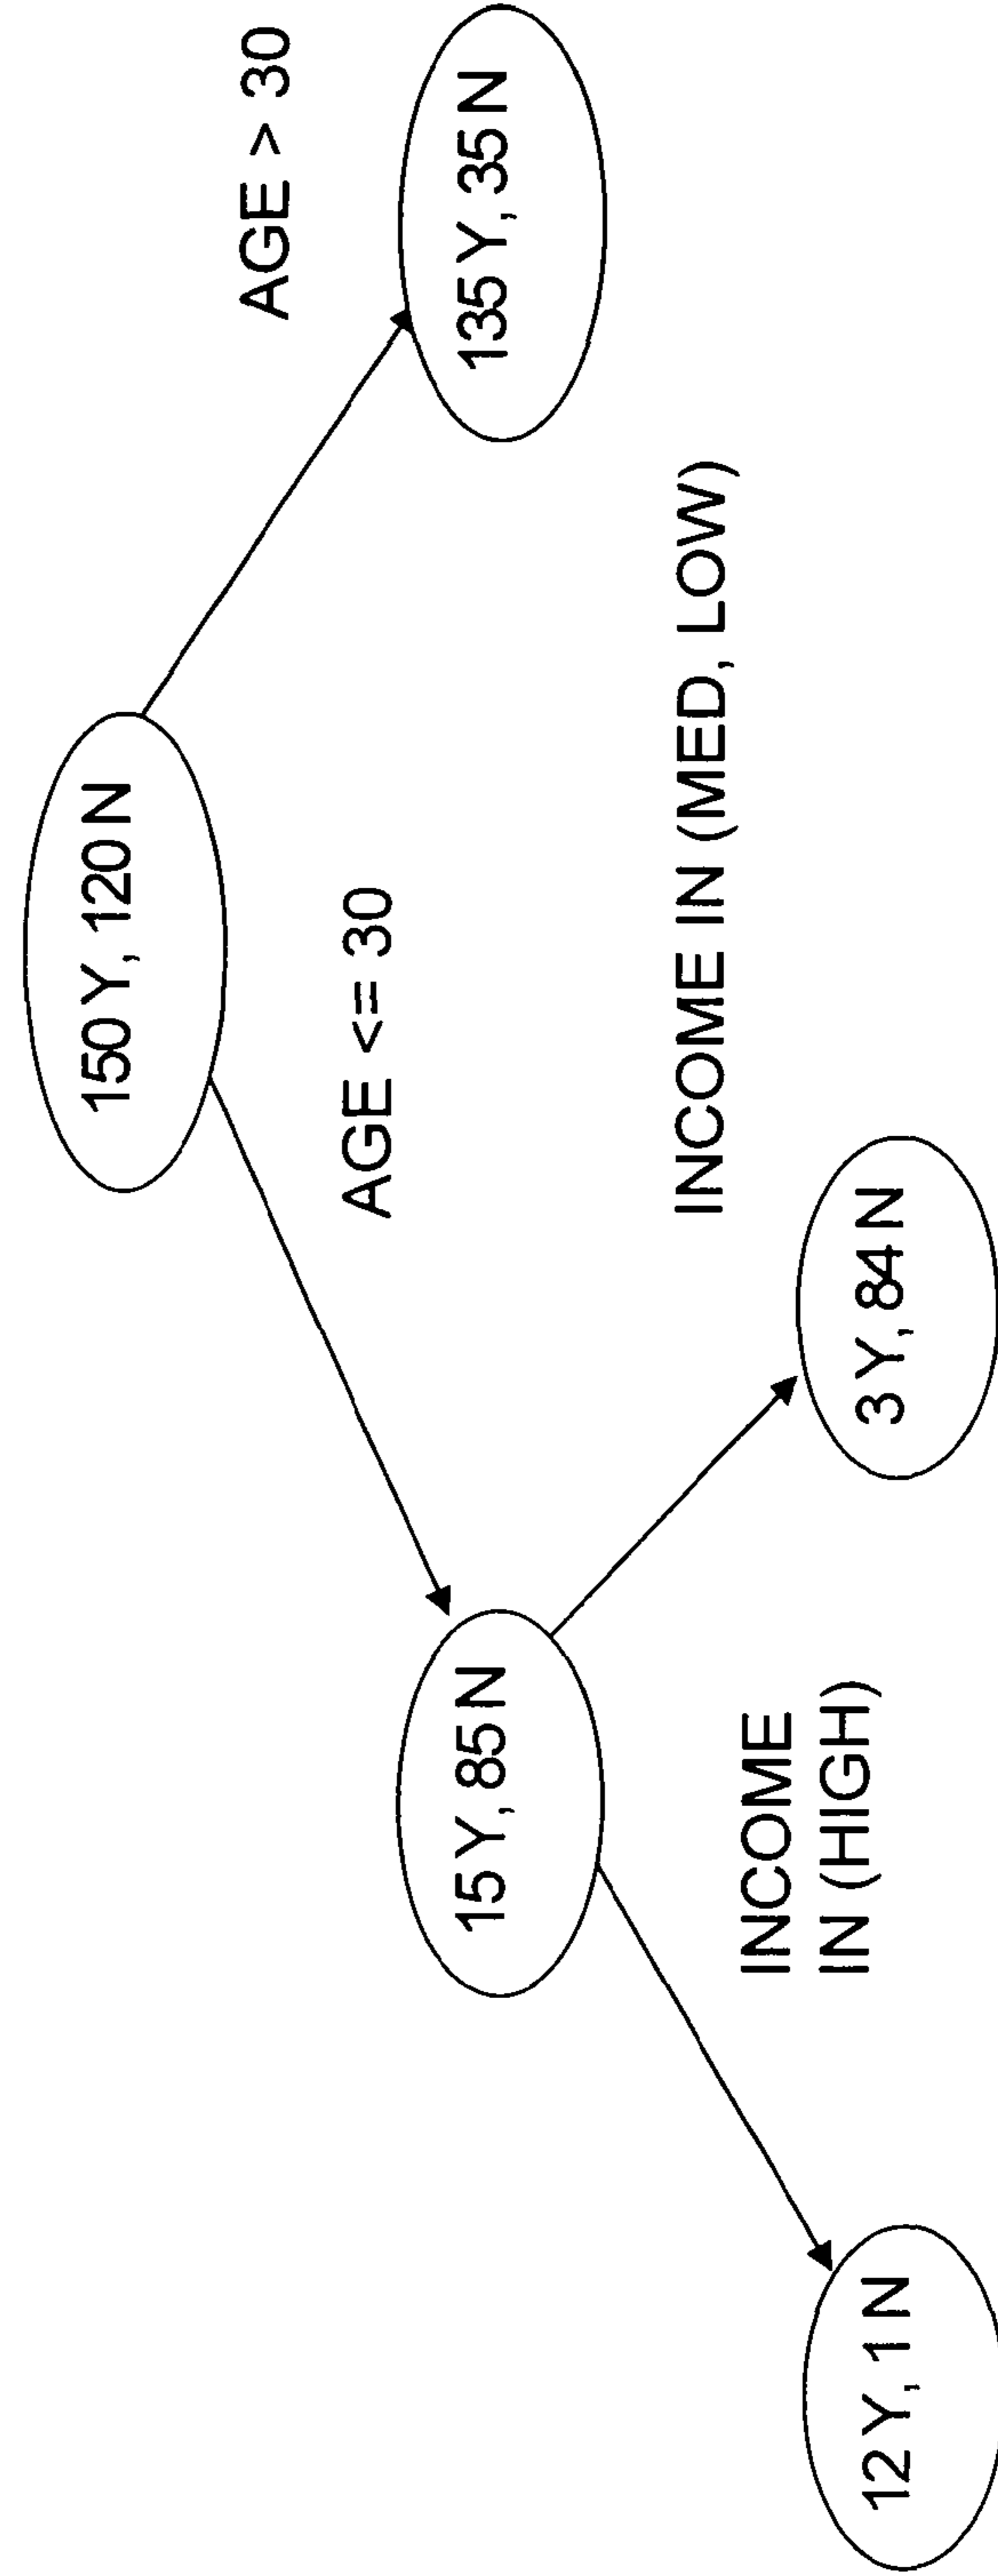 150 Y, 120 N
AGE > 30
AGE <= 30
15 Y, 85 N
135 Y, 35 N
INCOME IN (MED, LOW)
INCOME
IN (HIGH)
12 Y, 1 N
3 Y, 84 N